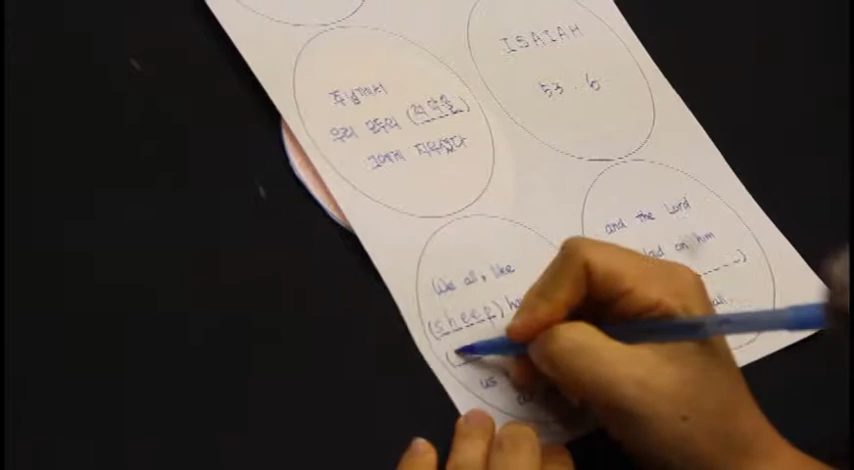 주님께서
우리 모두의 (죄악을)
그에게 지우셨다
ISAIAH
53 . 6
We all, like
(sheep) ha
(
us
and the Lord
on him
all